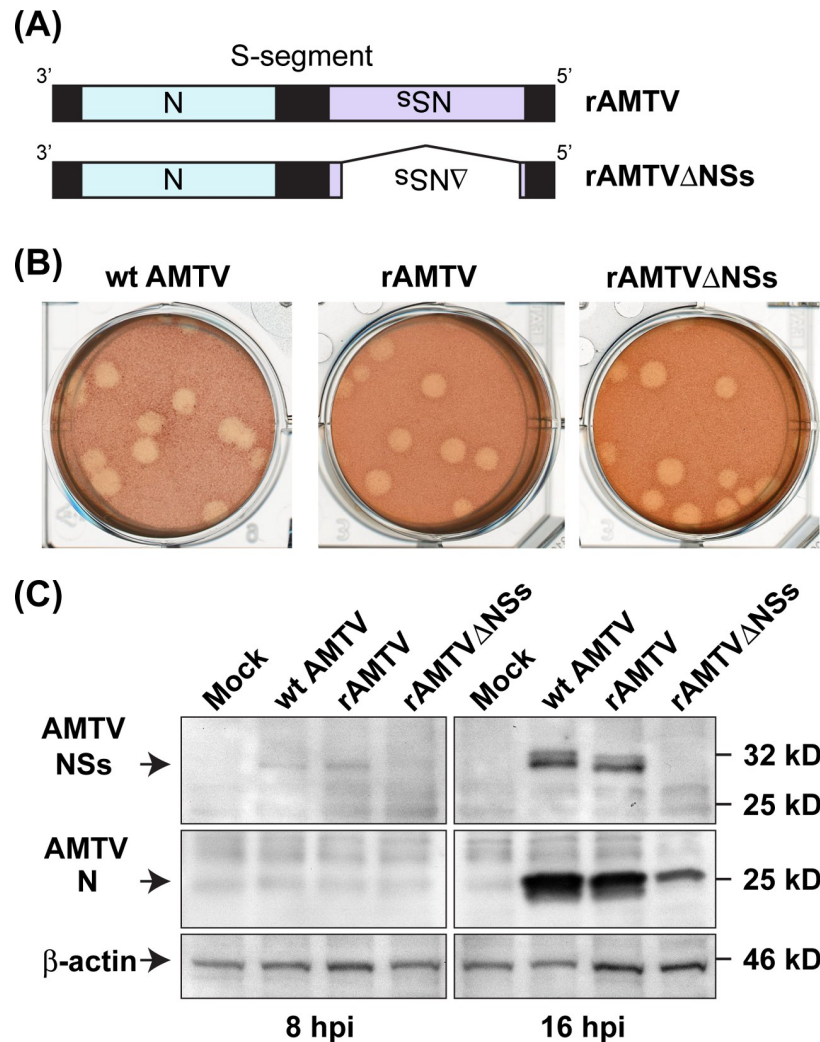 (A)
S-segment
3’ 5’
N NSs rAMTV
3’ 5’
N ΔNSs rAMTVΔNSs
(B)
wt AMTV rAMTV rAMTVΔNSs
(C)
Mock wt AMTV rAMTV rAMTVΔNSs Mock wt AMTV rAMTV rAMTVΔNSs
AMTV
NSs
32 kD
25 kD
AMTV
N
25 kD
β-actin 46 kD
8 hpi 16 hpi